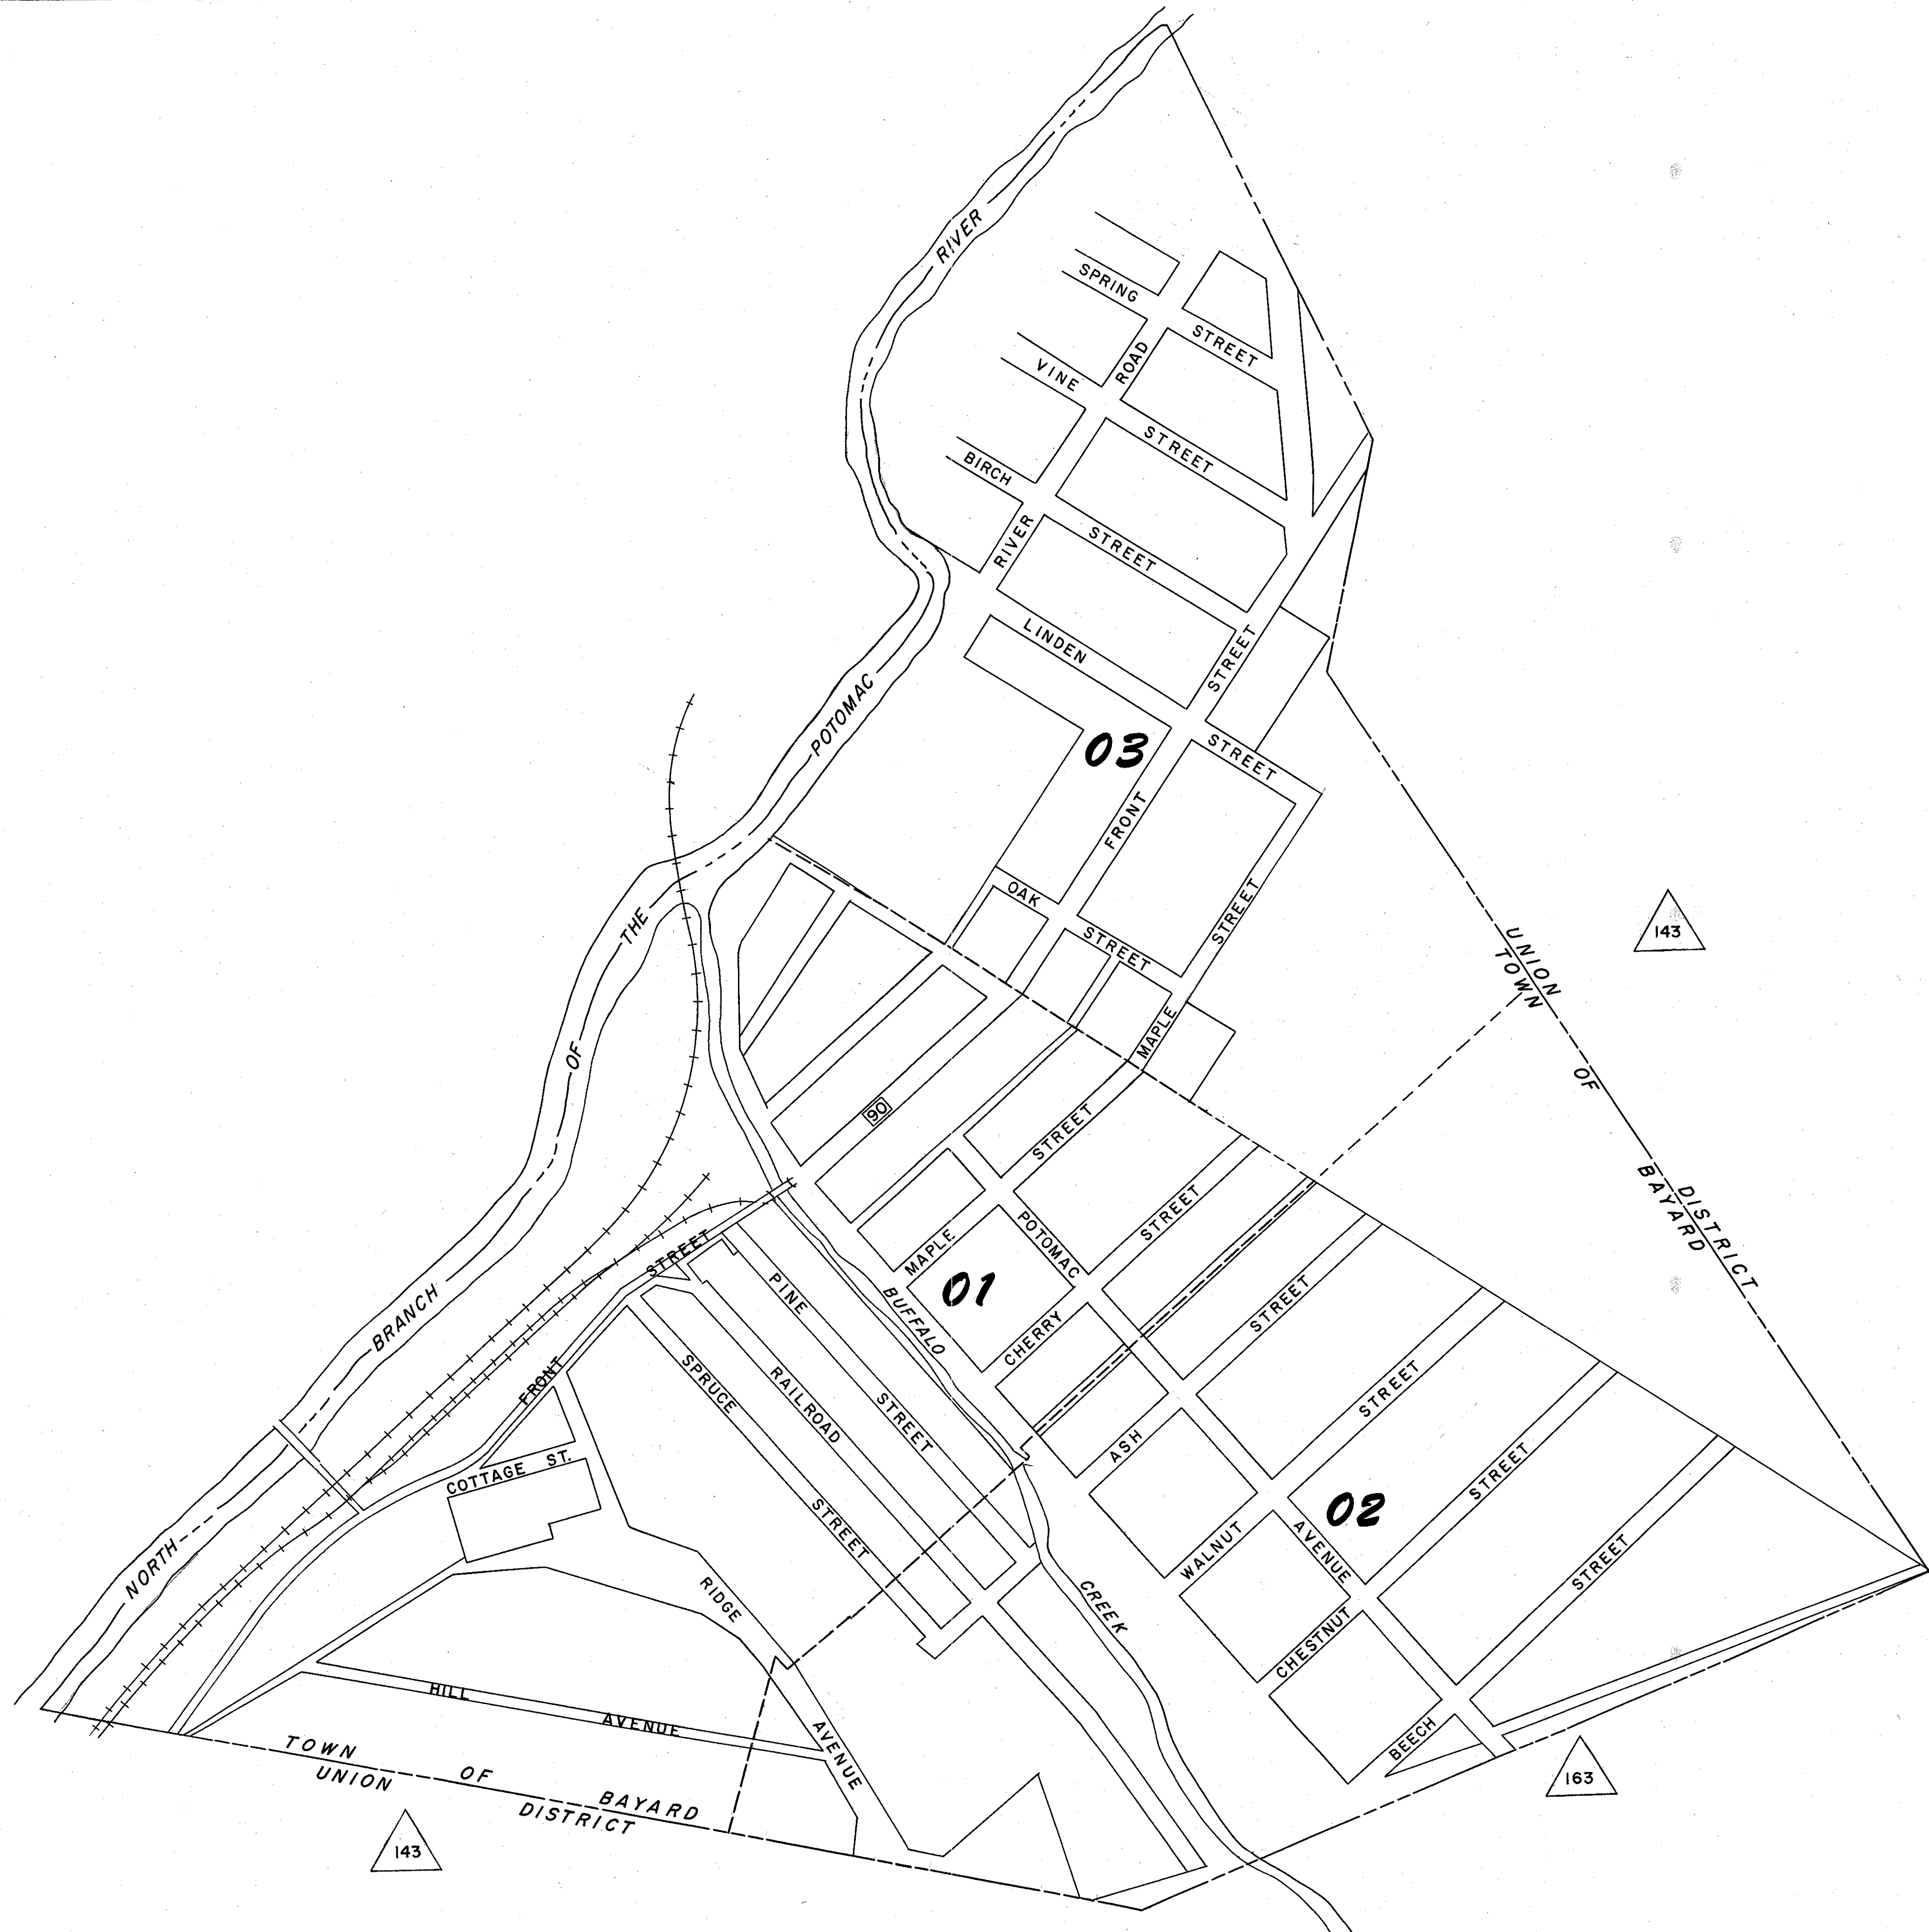 RIVER
SPRING STREET
VINE STREET
ROAD
BIRCH STREET
RIVER
LINDEN STREET
STREET
03
FRONT
POTOMAC
OAK STREET
STREET
MAPLE
THE
OF
UNION
TOWN
143
OF
DISTRICT
BAYARD
90
STREET
MAPLE
POTOMAC
STREET
CHERRY
01
BUFFALO
STREET
PINE
STREET
BRANCH
FRONT
SPRUCE
RAILROAD
STREET
STREET
COTTAGE ST.
STREET
ASH
STREET
WALNUT
STREET
02
AVENUE
CHESTNUT
STREET
BEECH
CREEK
NORTH
RIDGE
AVENUE
HILL AVENUE
TOWN OF BAYARD
UNION DISTRICT
143
163